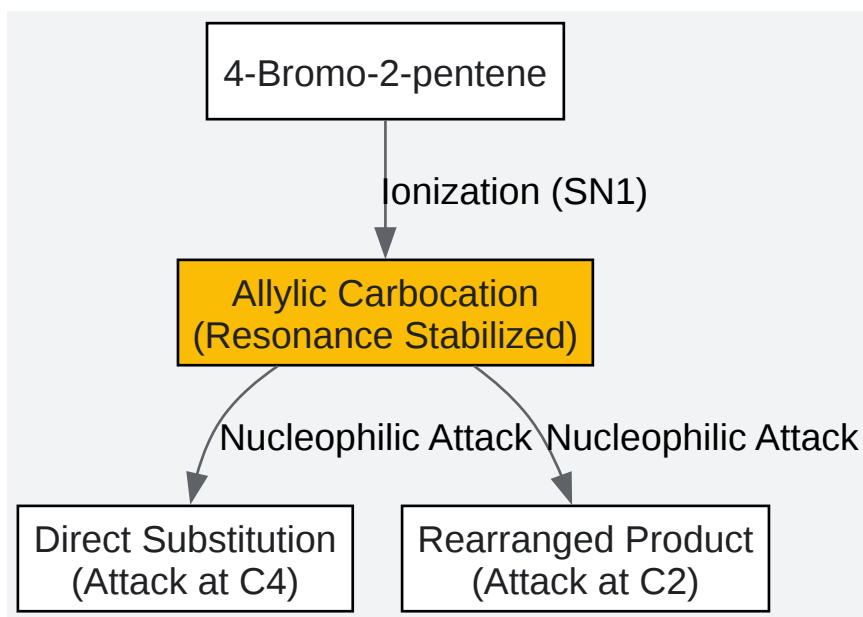 4-Bromo-2-pentene
Ionization (SN1)
Allylic Carbocation
(Resonance Stabilized)
Nucleophilic Attack
Nucleophilic Attack
Direct Substitution
(Attack at C4)
Rearranged Product
(Attack at C2)